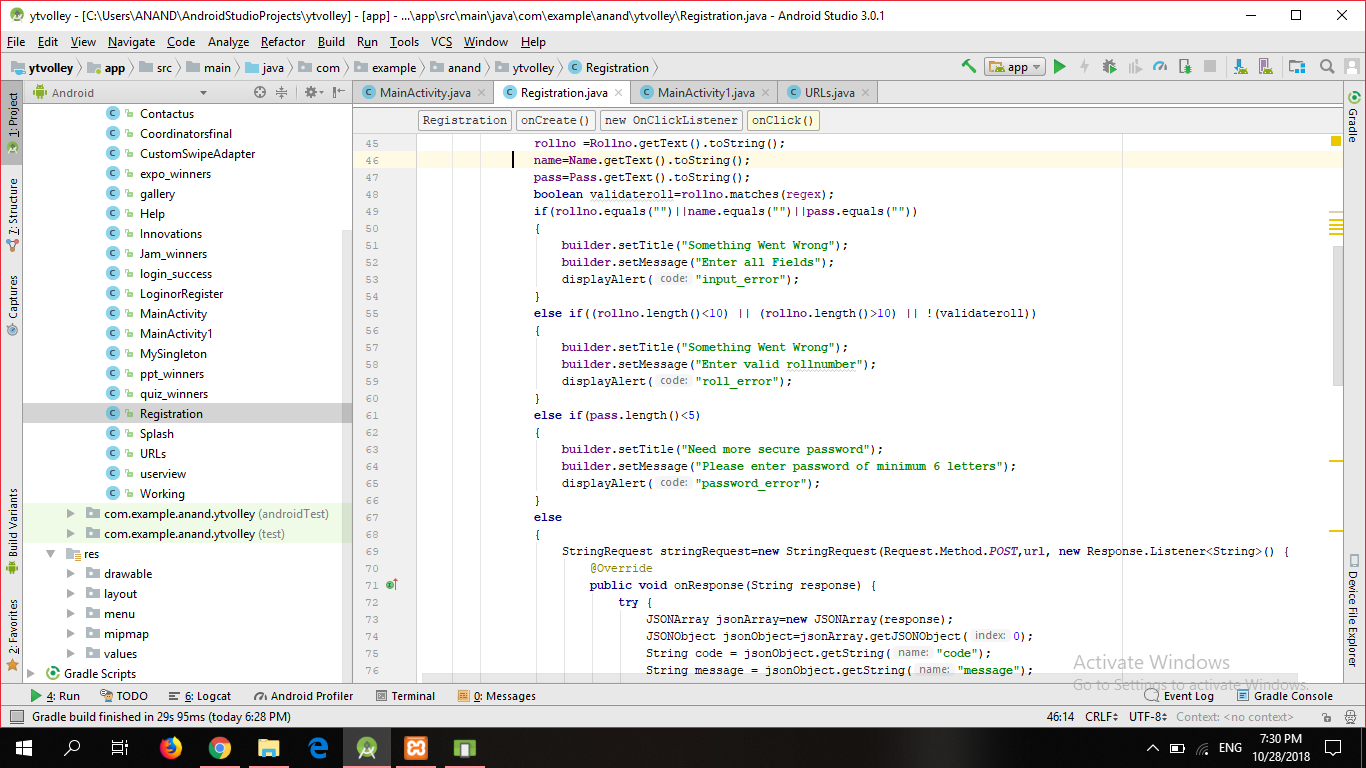 ytvolley - [C:\Users\ANAND\AndroidStudioProjects\ytvolley] - [app] - ...\app\src\main\java\com\example\anand\ytvolley\Registration.java - Android Studio 3.0.1
File Edit View Navigate Code Analyze Refactor Build Run Tools VCS Window Help
ytvolley app src main java com example anand ytvolley Registration app
Android
MainActivity.java Registration.java MainActivity1.java URLs.java
Registration onCreate() new OnClickListener onClick()
1: Project
7: Structure
Captures
Build Variants
2: Favorites
Contactus
Coordinatorsfinal
CustomSwipeAdapter
expo_winners
gallery
Help
Innovations
Jam_winners
login_success
LoginorRegister
MainActivity
MainActivity1
MySingleton
ppt_winners
quiz_winners
Registration
Splash
URLs
userview
Working
com.example.anand.ytvolley (androidTest)
com.example.anand.ytvolley (test)
res
drawable
layout
menu
mipmap
values
Gradle Scripts
45 rollno =Rollno.getText().toString();
46 name=Name.getText().toString();
47 pass=Pass.getText().toString();
48 boolean validateroll=rollno.matches(regex);
49 if(rollno.equals("")||name.equals("")||pass.equals(""))
50 {
51 builder.setTitle("Something Went Wrong");
52 builder.setMessage("Enter all Fields");
53 displayAlert( code: "input_error");
54 }
55 else if((rollno.length()<10) || (rollno.length()>10) || !(validateroll))
56 {
57 builder.setTitle("Something Went Wrong");
58 builder.setMessage("Enter valid rollnumber");
59 displayAlert( code: "roll_error");
60 }
61 else if(pass.length()<5)
62 {
63 builder.setTitle("Need more secure password");
64 builder.setMessage("Please enter password of minimum 6 letters");
65 displayAlert( code: "password_error");
66 }
67 else
68 {
69 StringRequest stringRequest=new StringRequest(Request.Method.POST,url, new Response.Listener<String>() {
70 @Override
71 public void onResponse(String response) {
72 try {
73 JSONArray jsonArray=new JSONArray(response);
74 JSONObject jsonObject=jsonArray.getJSONObject( index: 0);
75 String code = jsonObject.getString( name: "code");
76 String message = jsonObject.getString( name: "message");
Gradle
Device File Explorer
Activate Windows
Go to Settings to activate Windows.
4: Run TODO 6: Logcat Android Profiler Terminal 0: Messages Event Log Gradle Console
Gradle build finished in 29s 95ms (today 6:28 PM) 46:14 CRLF UTF-8 Context: <no context>
ENG 7:30 PM
10/28/2018